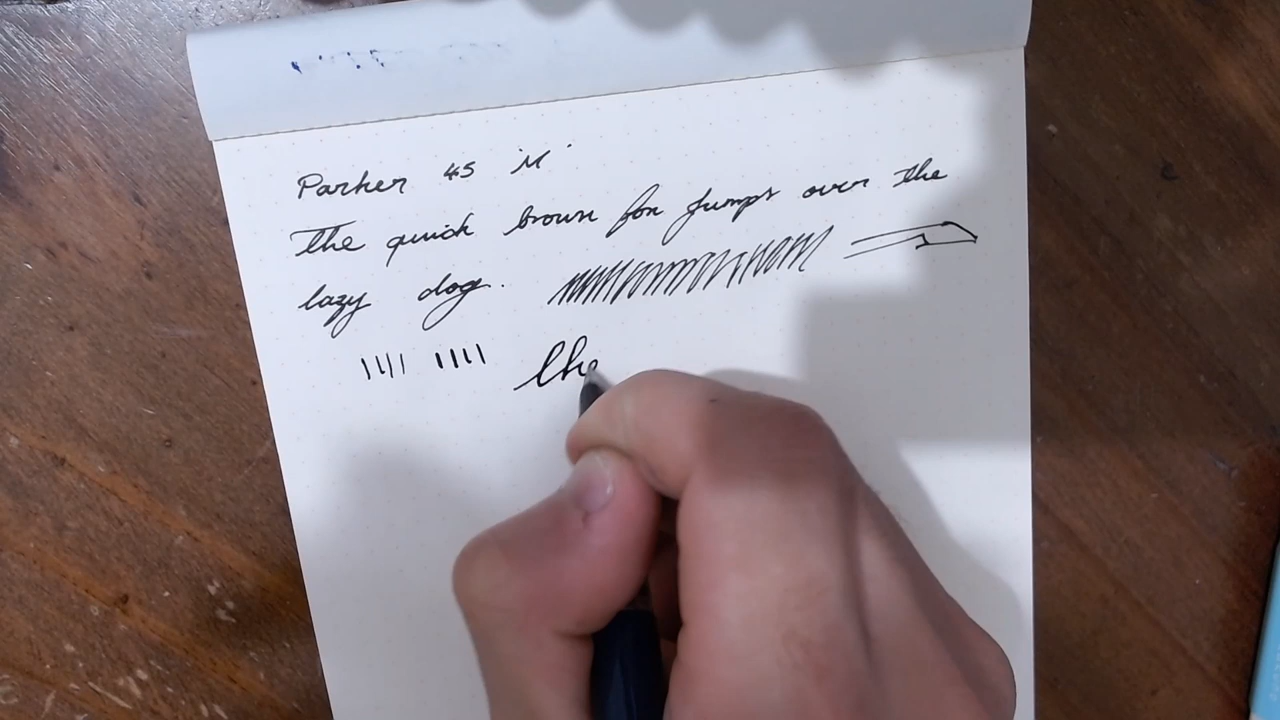 Parker 45 'M'
The quick brown fox jumps over the
lazy dog.
the